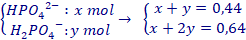 {HPO₄²⁻ : x mol → {x + y = 0,44
{H₂PO₄⁻ : y mol {x + 2y = 0,64